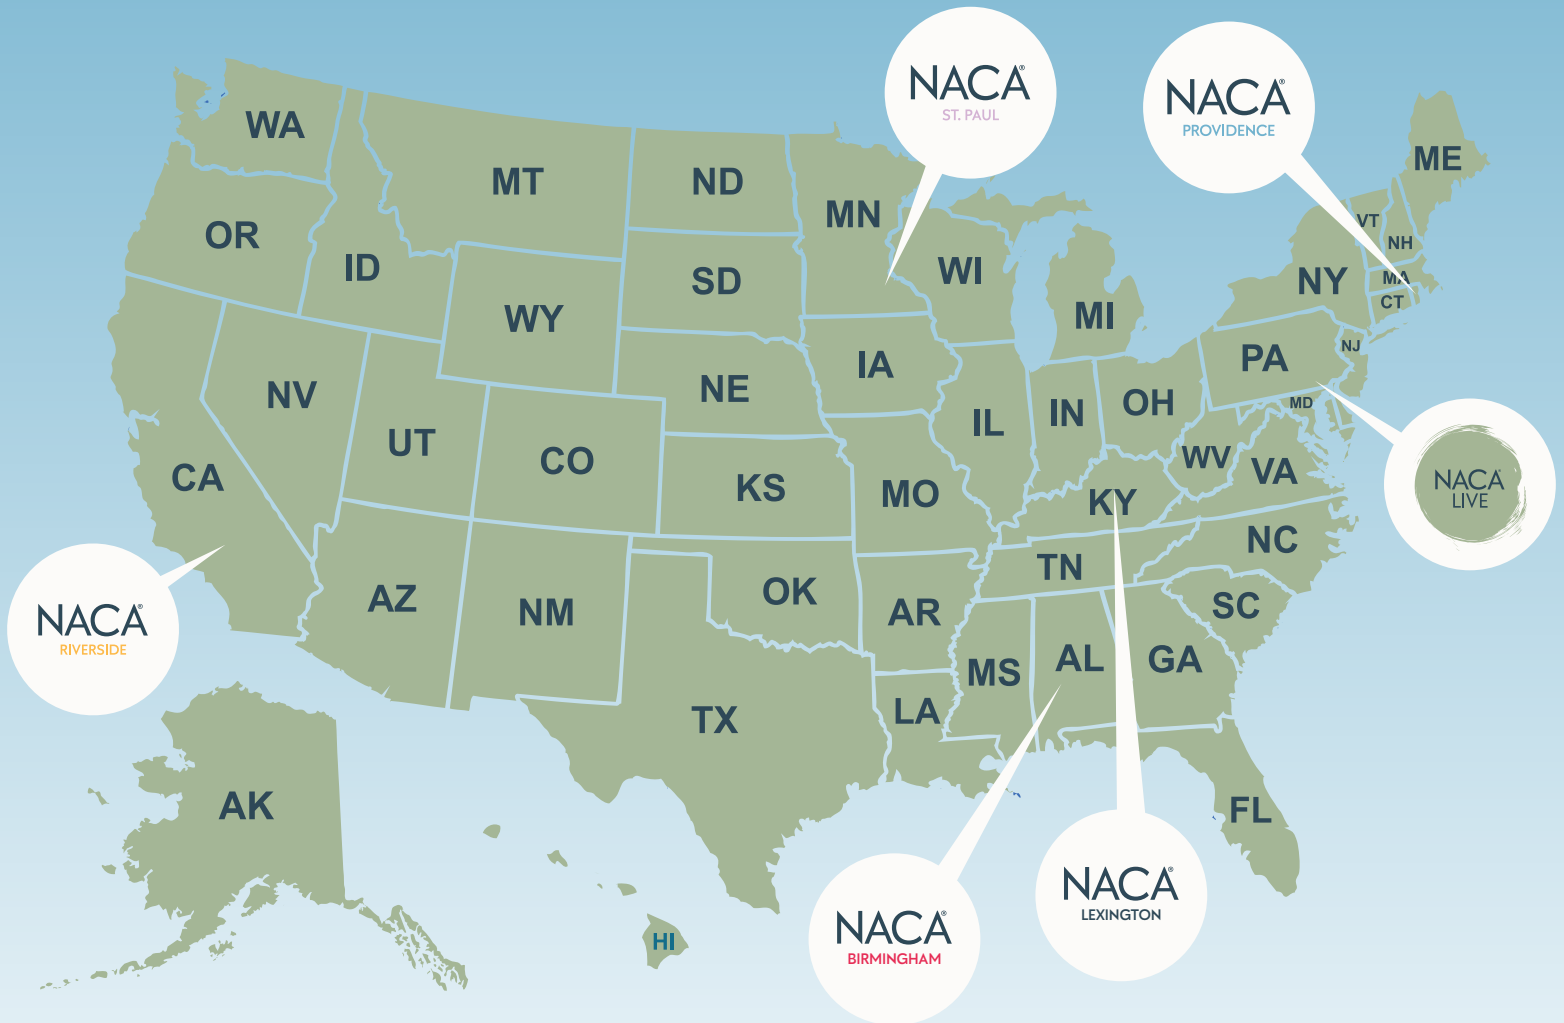 NACA®
ST. PAUL
NACA®
PROVIDENCE
WA
MT
ND
MN
ME
OR
ID
SD
WI
VT
NH
WY
MI
NY
MA
CT
NV
NE
IA
PA
NJ
UT
CO
IL
IN
OH
MD
CA
KS
MO
WV
VA
KY
NACA®
LIVE
AZ
NM
OK
AR
TN
NC
SC
NACA®
RIVERSIDE
TX
LA
MS
AL
GA
AK
FL
HI
NACA®
BIRMINGHAM
NACA®
LEXINGTON